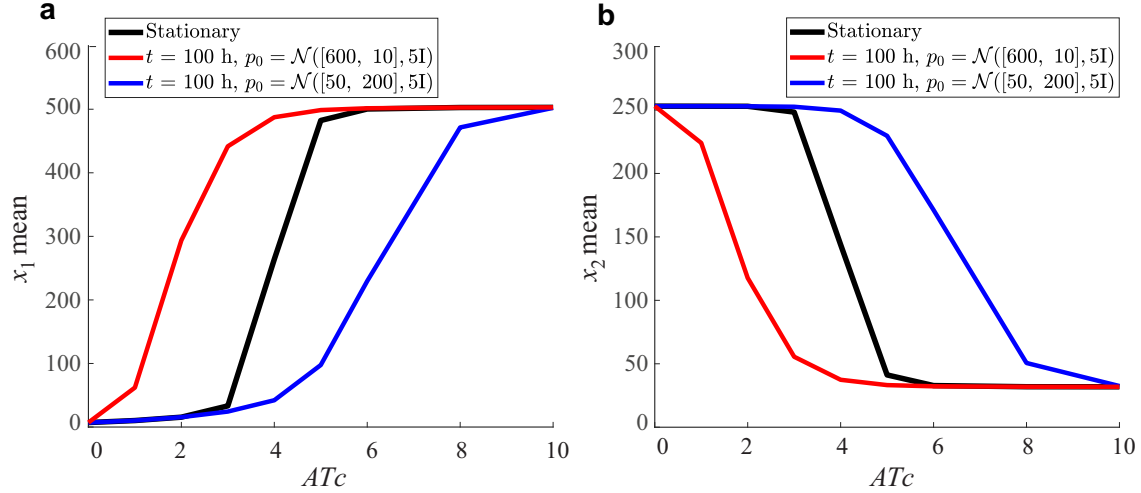 a
Stationary
t = 100 h, p₀ = 𝒩([600, 10], 5I)
t = 100 h, p₀ = 𝒩([50, 200], 5I)
600
500
400
300
200
100
0
x₁ mean
0 2 4 6 8 10
ATc
b
Stationary
t = 100 h, p₀ = 𝒩([600, 10], 5I)
t = 100 h, p₀ = 𝒩([50, 200], 5I)
300
250
200
150
100
50
0
x₂ mean
0 2 4 6 8 10
ATc